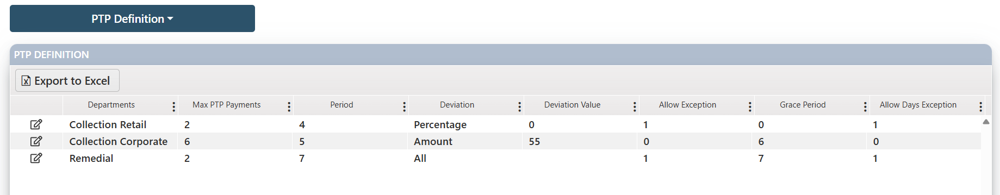 PTP Definition
PTP DEFINITION
Export to Excel
Departments Max PTP Payments Period Deviation Deviation Value Allow Exception Grace Period Allow Days Exception
Collection Retail 2 4 Percentage 0 1 0 1
Collection Corporate 6 5 Amount 55 0 6 0
Remedial 2 7 All 1 7 1